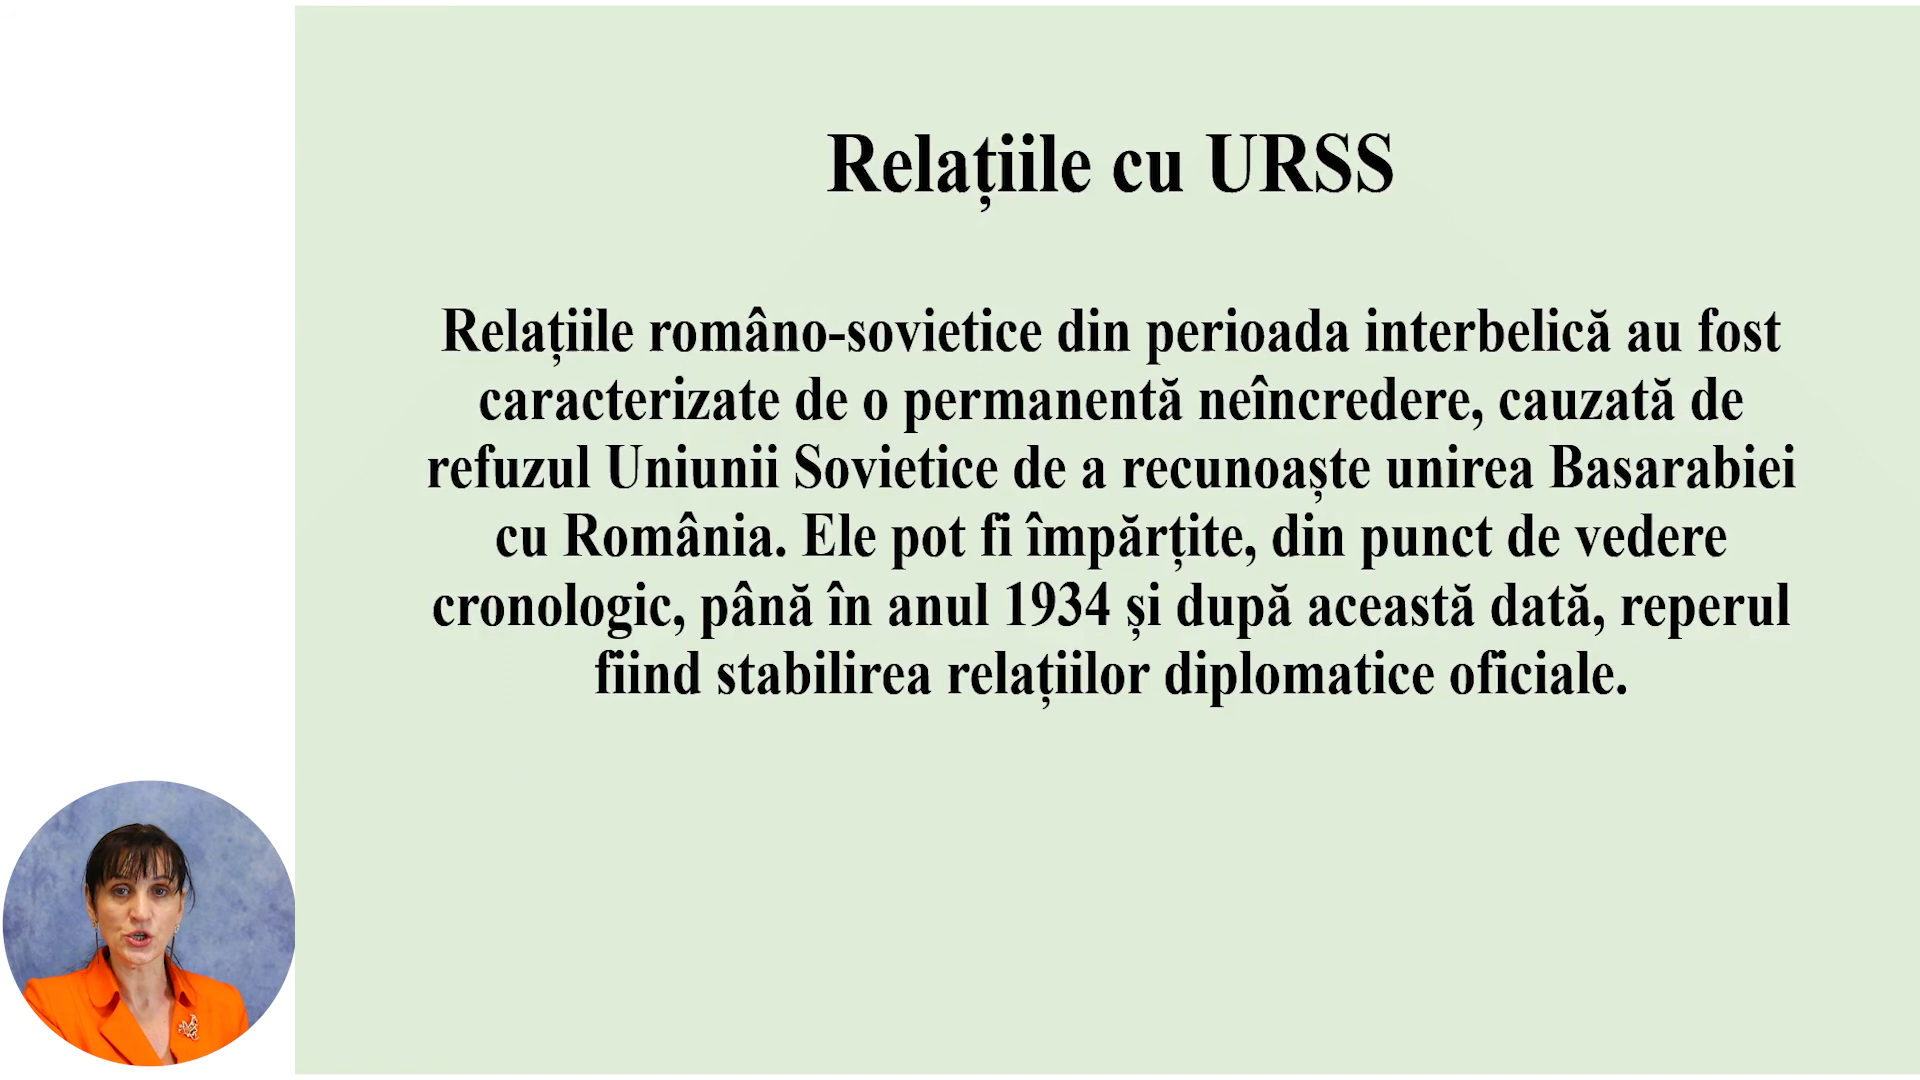 Relațiile cu URSS
Relațiile româno-sovietice din perioada interbelică au fost
caracterizate de o permanentă neîncredere, cauzată de
refuzul Uniunii Sovietice de a recunoaște unirea Basarabiei
cu România. Ele pot fi împărțite, din punct de vedere
cronologic, până în anul 1934 și după această dată, reperul
fiind stabilirea relațiilor diplomatice oficiale.